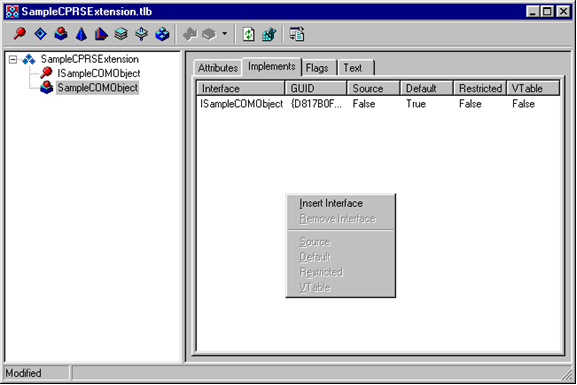 SampleCPRSExtension.tlb
SampleCPRSExtension
ISampleCOMObject
SampleCOMObject
Attributes Implements Flags Text
Interface GUID Source Default Restricted VTable
ISampleCOMObject {D817B0F... False True False False
Insert Interface
Remove Interface
Source
Default
Restricted
VTable
Modified